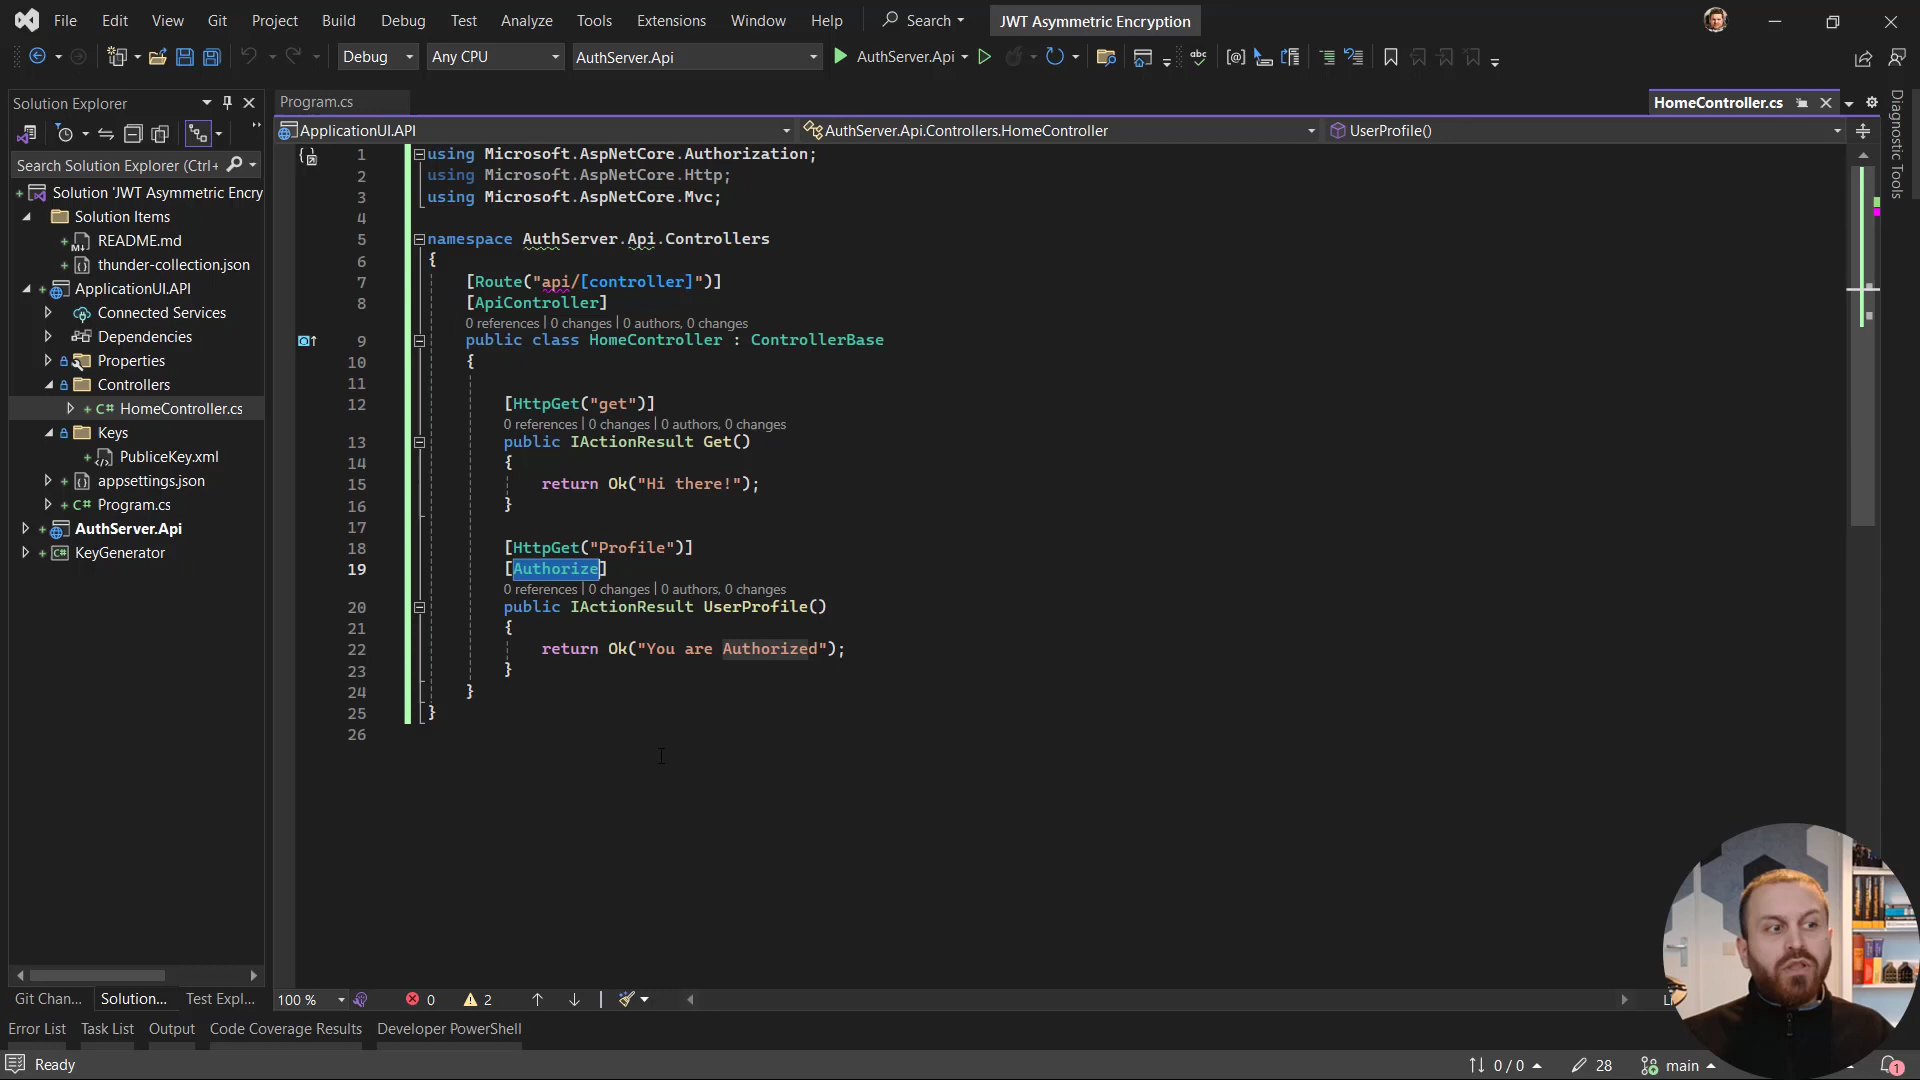 File Edit View Git Project Build Debug Test Analyze Tools Extensions Window Help Search JWT Asymmetric Encryption
Debug Any CPU AuthServer.Api AuthServer.Api
Solution Explorer
Search Solution Explorer (Ctrl+
Solution 'JWT Asymmetric Encry
Solution Items
README.md
thunder-collection.json
ApplicationUI.API
Connected Services
Dependencies
Properties
Controllers
C# HomeController.cs
Keys
PubliceKey.xml
appsettings.json
C# Program.cs
AuthServer.Api
C# KeyGenerator
Git Chan... Solution... Test Expl...
Program.cs HomeController.cs
ApplicationUI.API AuthServer.Api.Controllers.HomeController UserProfile()
1 using Microsoft.AspNetCore.Authorization;
2 using Microsoft.AspNetCore.Http;
3 using Microsoft.AspNetCore.Mvc;
4
5 namespace AuthServer.Api.Controllers
6 {
7 [Route("api/[controller]")]
8 [ApiController]
0 references | 0 changes | 0 authors, 0 changes
9 public class HomeController : ControllerBase
10 {
11
12 [HttpGet("get")]
0 references | 0 changes | 0 authors, 0 changes
13 public IActionResult Get()
14 {
15 return Ok("Hi there!");
16 }
17
18 [HttpGet("Profile")]
19 [Authorize]
0 references | 0 changes | 0 authors, 0 changes
20 public IActionResult UserProfile()
21 {
22 return Ok("You are Authorized");
23 }
24 }
25 }
26
Diagnostic Tools
100 % 0 2
Error List Task List Output Code Coverage Results Developer PowerShell
Ready 0 / 0 28 main 1